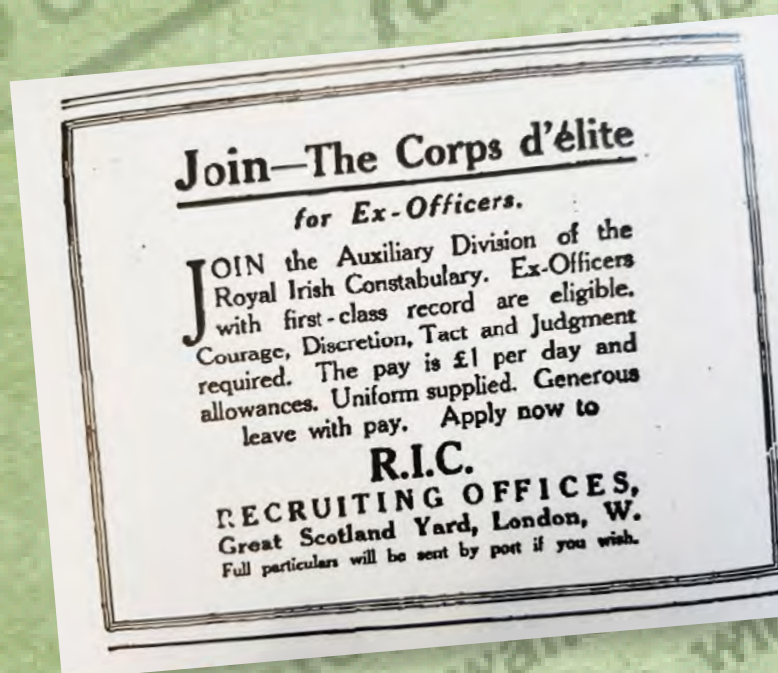 Join—The Corps d'élite
for Ex-Officers.
JOIN the Auxiliary Division of the
Royal Irish Constabulary. Ex-Officers
with first-class record are eligible.
Courage, Discretion, Tact and Judgment
required. The pay is £1 per day and
allowances. Uniform supplied. Generous
leave with pay. Apply now to
R.I.C.
RECRUITING OFFICES,
Great Scotland Yard, London, W.
Full particulars will be sent by post if you wish.